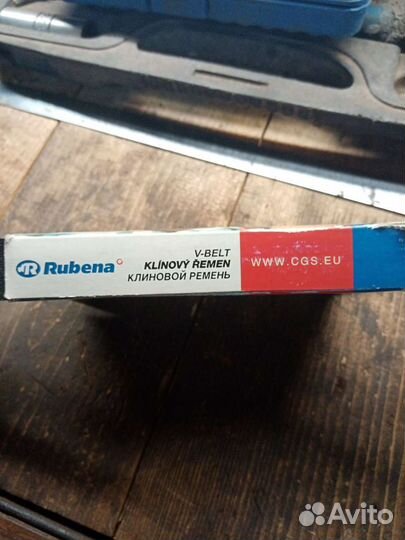 Rubena
V-BELT
KLÍNOVÝ ŘEMEN
КЛИНОВОЙ РЕМЕНЬ
WWW.CGS.EU
Avito